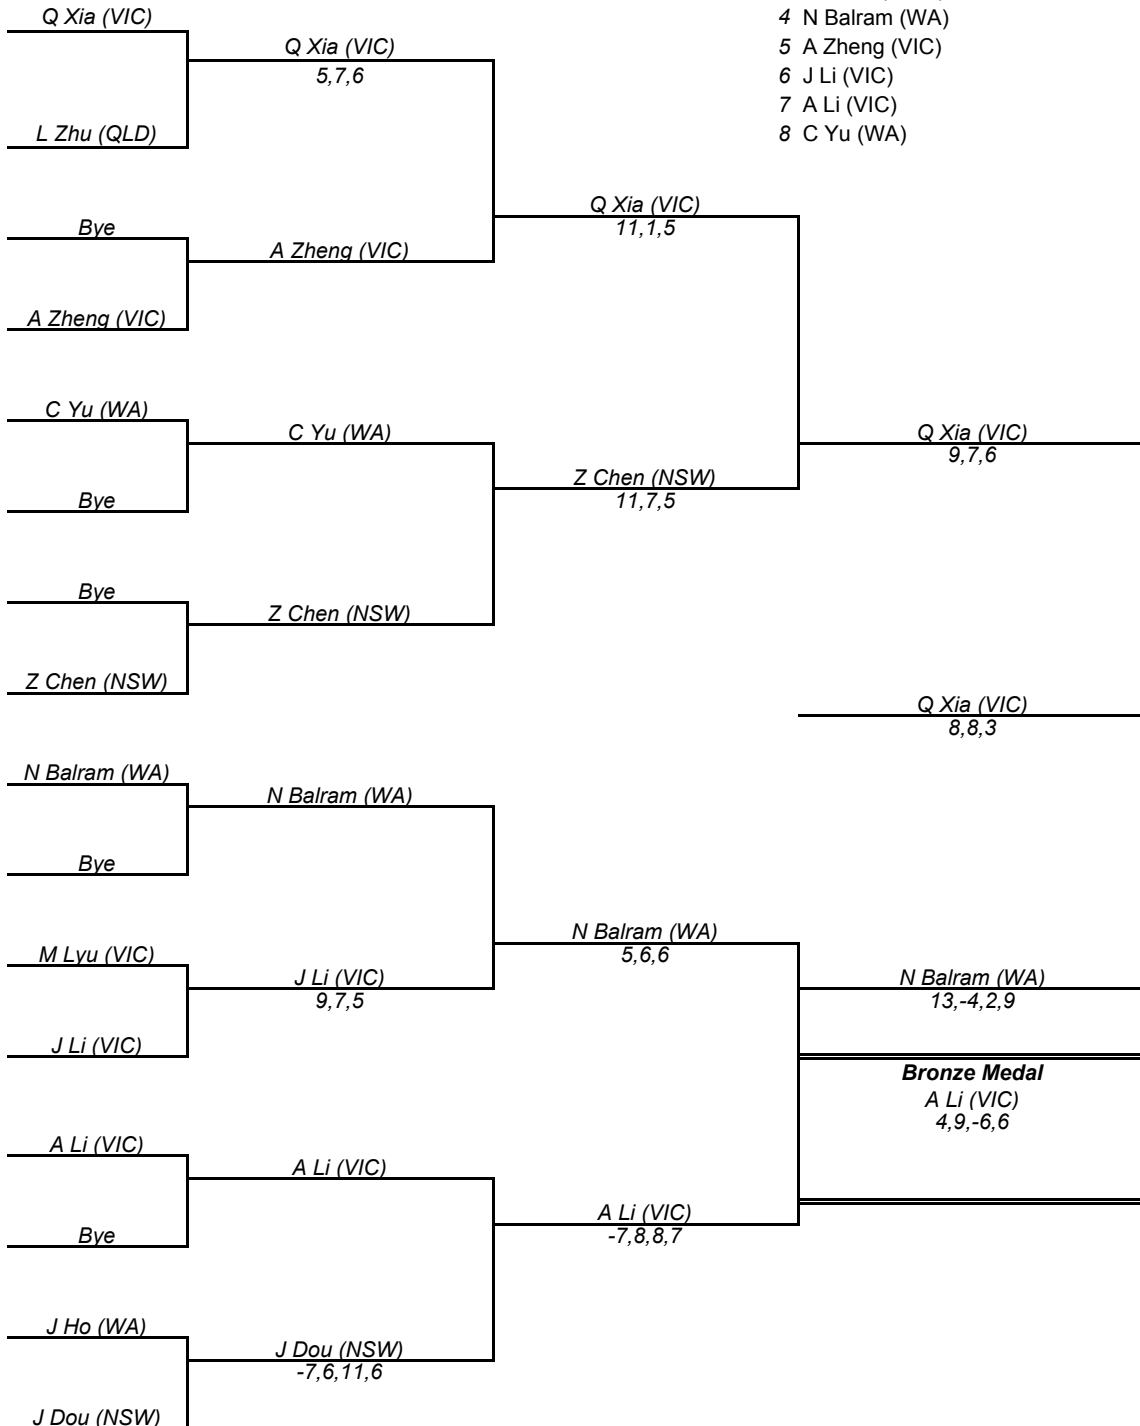 4 N Balram (WA)
Q Xia (VIC)
Q Xia (VIC)
5 A Zheng (VIC)
5,7,6
6 J Li (VIC)
7 A Li (VIC)
L Zhu (QLD)
8 C Yu (WA)
Q Xia (VIC)
Bye
11,1,5
A Zheng (VIC)
A Zheng (VIC)
C Yu (WA)
C Yu (WA)
Q Xia (VIC)
9,7,6
Z Chen (NSW)
Bye
11,7,5
Bye
Z Chen (NSW)
Z Chen (NSW)
Q Xia (VIC)
8,8,3
N Balram (WA)
N Balram (WA)
Bye
N Balram (WA)
M Lyu (VIC)
5,6,6
J Li (VIC)
N Balram (WA)
9,7,5
13,-4,2,9
J Li (VIC)
Bronze Medal
A Li (VIC)
4,9,-6,6
A Li (VIC)
A Li (VIC)
A Li (VIC)
Bye
-7,8,8,7
J Ho (WA)
J Dou (NSW)
-7,6,11,6
J Dou (NSW)